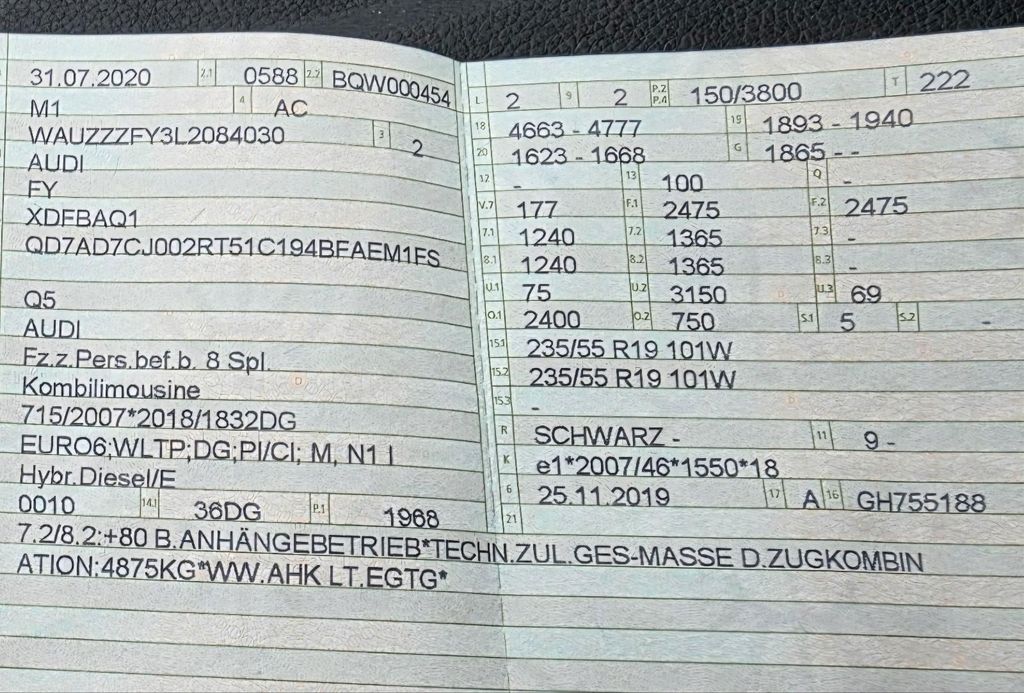 31.07.2020 2.1 0588 2.2 BQW000454
M1 4 AC
WAUZZZFY3L2084030 3 2
AUDI
FY
XDFBAQ1
QD7AD7CJ002RT51C194BFAEM1FS
Q5
AUDI
Fz.z.Pers.bef.b. 8 Spl.
Kombilimousine
715/2007*2018/1832DG
EURO6;WLTP;DG;PI/CI; M, N1 I
Hybr.Diesel/E
0010 14.1 36DG P.1 1968
L 2 9 2 P.2 P.4 150/3800 T 222
18 4663 - 4777 19 1893 - 1940
20 1623 - 1668 G 1865 - -
12 - 13 100 Q -
V.7 177 F.1 2475 F.2 2475
7.1 1240 7.2 1365 7.3 -
8.1 1240 8.2 1365 8.3 -
U.1 75 U.2 3150 U.3 69
O.1 2400 O.2 750 S.1 5 S.2 -
15.1 235/55 R19 101W
15.2 235/55 R19 101W
15.3 -
R SCHWARZ - 11 9 -
K e1*2007/46*1550*18
6 25.11.2019 17 A 16 GH755188
21
7.2/8.2:+80 B.ANHÄNGEBETRIEB*TECHN.ZUL.GES-MASSE D.ZUGKOMBIN
ATION:4875KG*WW.AHK LT.EGTG*